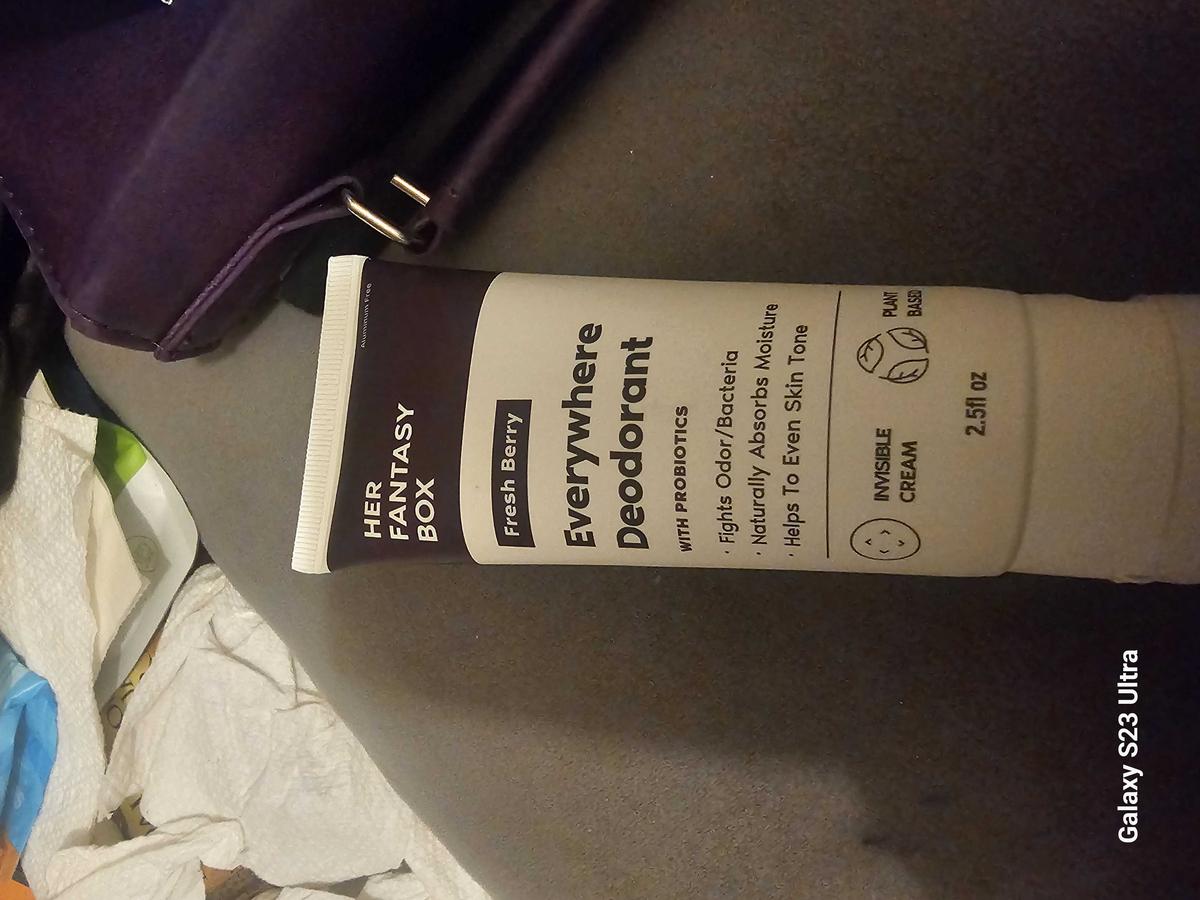 Aluminum Free
HER
FANTASY
BOX
Fresh Berry
Everywhere
Deodorant
WITH PROBIOTICS
· Fights Odor/Bacteria
· Naturally Absorbs Moisture
· Helps To Even Skin Tone
INVISIBLE
CREAM
PLANT
BASED
2.5fl oz
Galaxy S23 Ultra